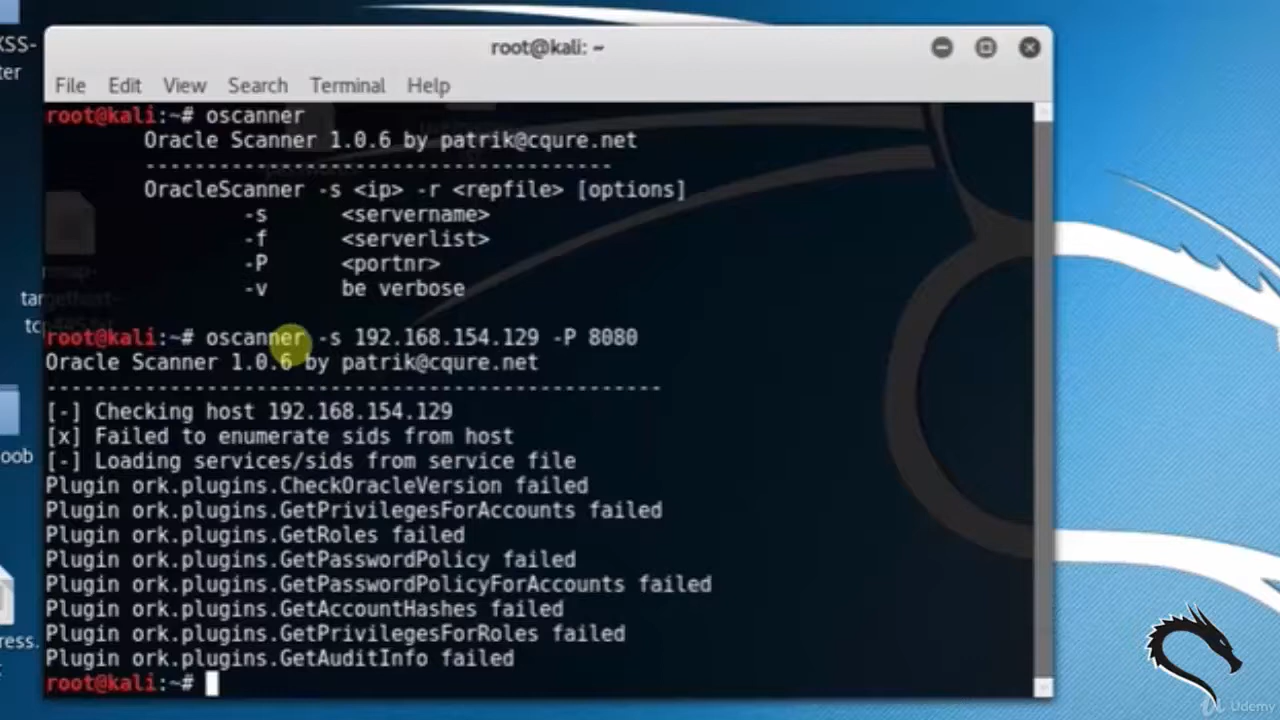 XSS-
ter
root@kali: ~
File Edit View Search Terminal Help
root@kali:~# oscanner
Oracle Scanner 1.0.6 by patrik@cqure.net
--------------------------------------
OracleScanner -s <ip> -r <repfile> [options]
-s <servername>
-f <serverlist>
-P <portnr>
-v be verbose
root@kali:~# oscanner -s 192.168.154.129 -P 8080
Oracle Scanner 1.0.6 by patrik@cqure.net
--------------------------------------------------
[-] Checking host 192.168.154.129
[x] Failed to enumerate sids from host
[-] Loading services/sids from service file
Plugin ork.plugins.CheckOracleVersion failed
Plugin ork.plugins.GetPrivilegesForAccounts failed
Plugin ork.plugins.GetRoles failed
Plugin ork.plugins.GetPasswordPolicy failed
Plugin ork.plugins.GetPasswordPolicyForAccounts failed
Plugin ork.plugins.GetAccountHashes failed
Plugin ork.plugins.GetPrivilegesForRoles failed
Plugin ork.plugins.GetAuditInfo failed
root@kali:~#
oob
ress.
Udemy